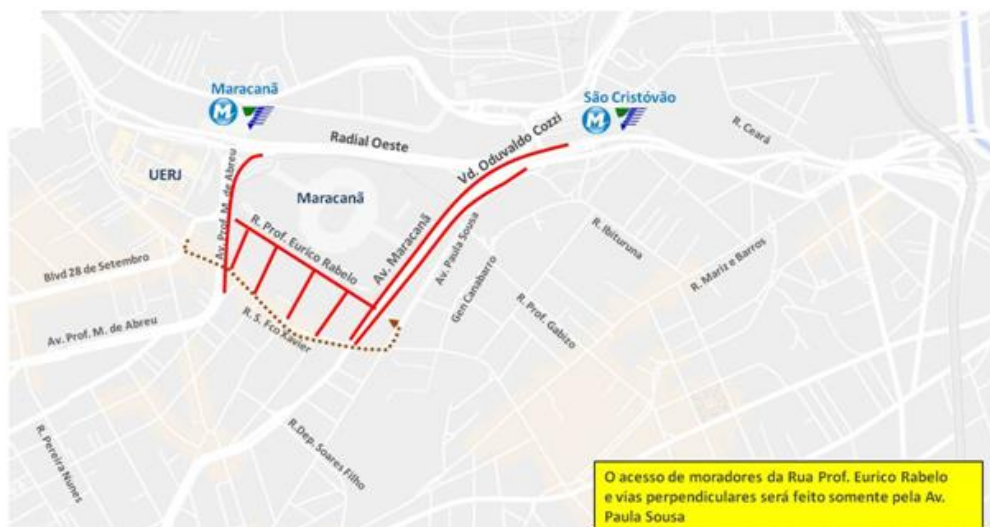 Maracanã
M
São Cristóvão
M
R. Ceará
Radial Oeste
Vd. Oduvaldo Cozzi
UERJ
Av. Prof. M. de Abreu
Maracanã
R. Prof. Eurico Rabelo
Av. Maracanã
Av. Paula Sousa
R. Ibituruna
R. Mariz e Barros
Blvd 28 de Setembro
Gen Canabarro
R. Prof. Gabizo
Av. Prof. M. de Abreu
R. S. Fco Xavier
R. Pereira Nunes
R.Dep. Soares Filho
O acesso de moradores da Rua Prof. Eurico Rabelo
e vias perpendiculares será feito somente pela Av.
Paula Sousa